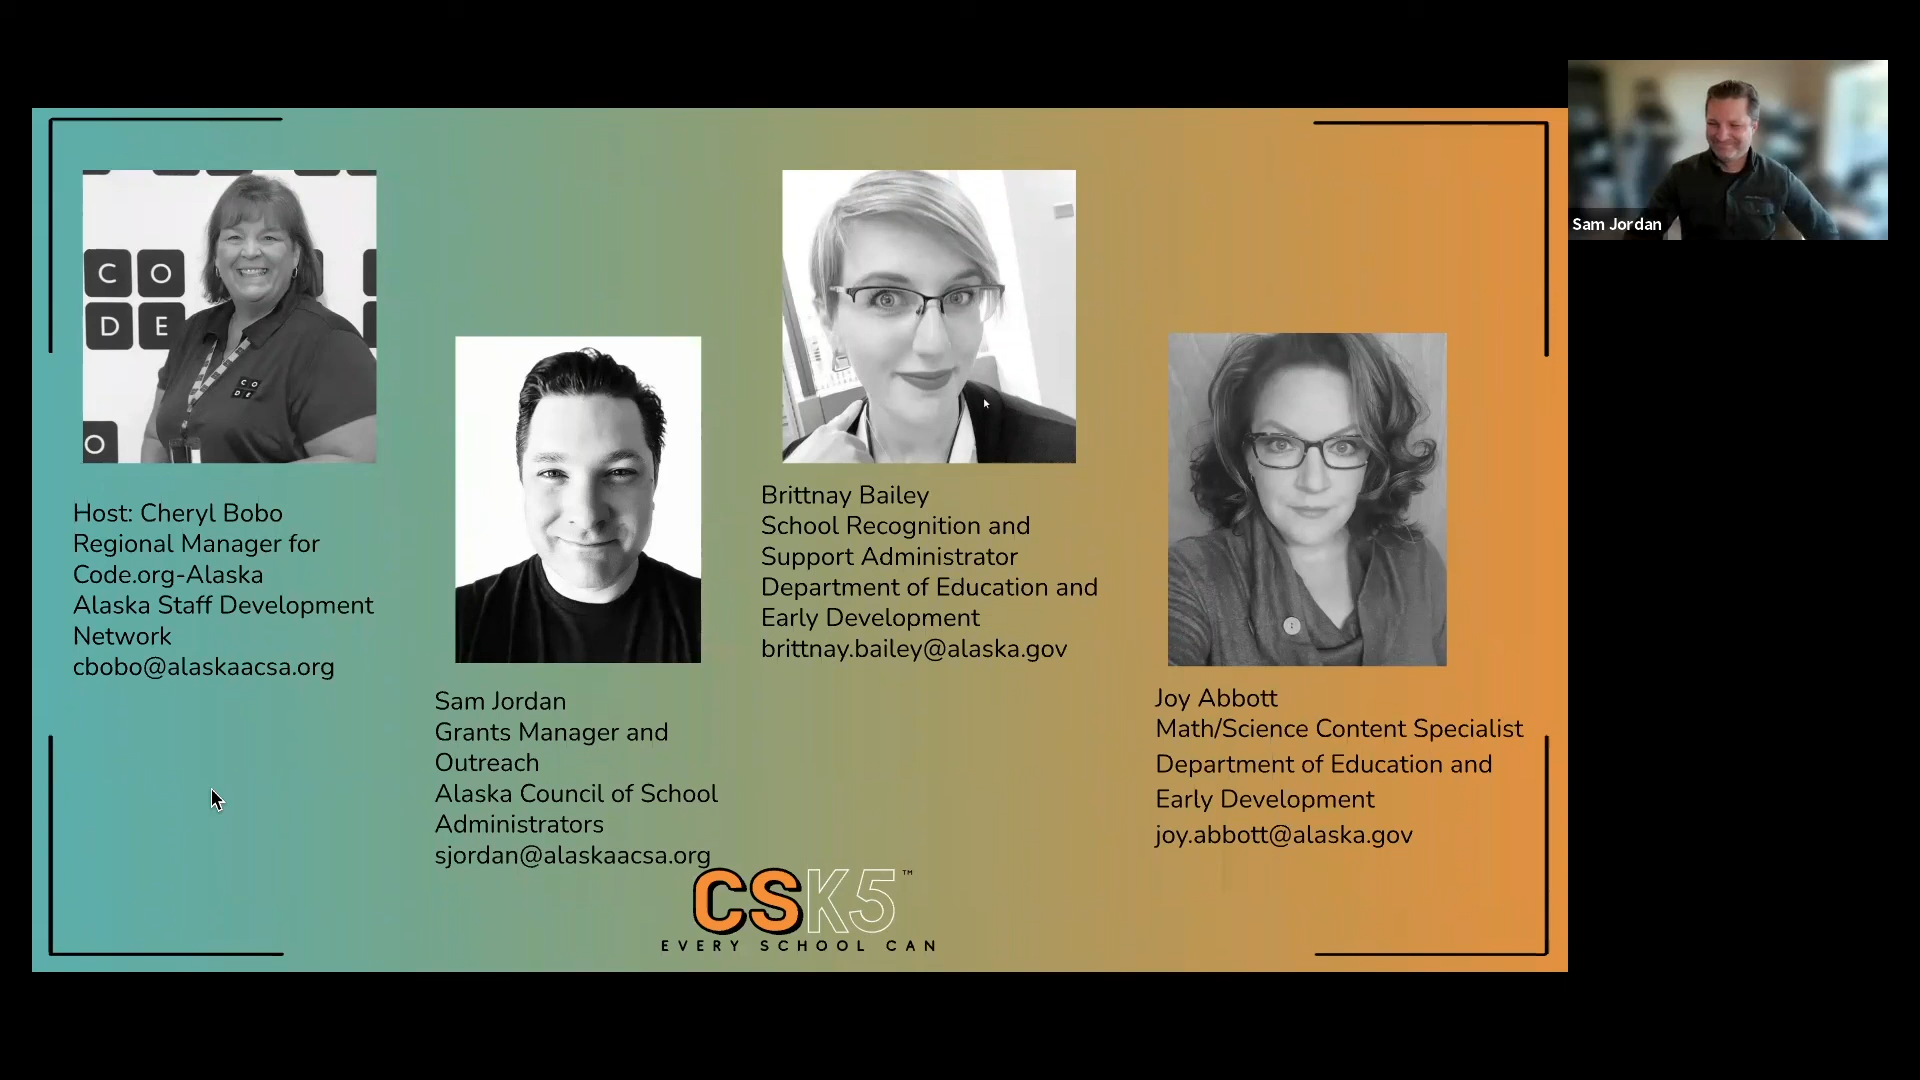 C O
D E
C O
D E
O
Host: Cheryl Bobo
Regional Manager for
Code.org-Alaska
Alaska Staff Development
Network
cbobo@alaskaacsa.org
Sam Jordan
Grants Manager and
Outreach
Alaska Council of School
Administrators
sjordan@alaskaacsa.org
Brittnay Bailey
School Recognition and
Support Administrator
Department of Education and
Early Development
brittnay.bailey@alaska.gov
Joy Abbott
Math/Science Content Specialist
Department of Education and
Early Development
joy.abbott@alaska.gov
CSK5™
EVERY SCHOOL CAN
Sam Jordan